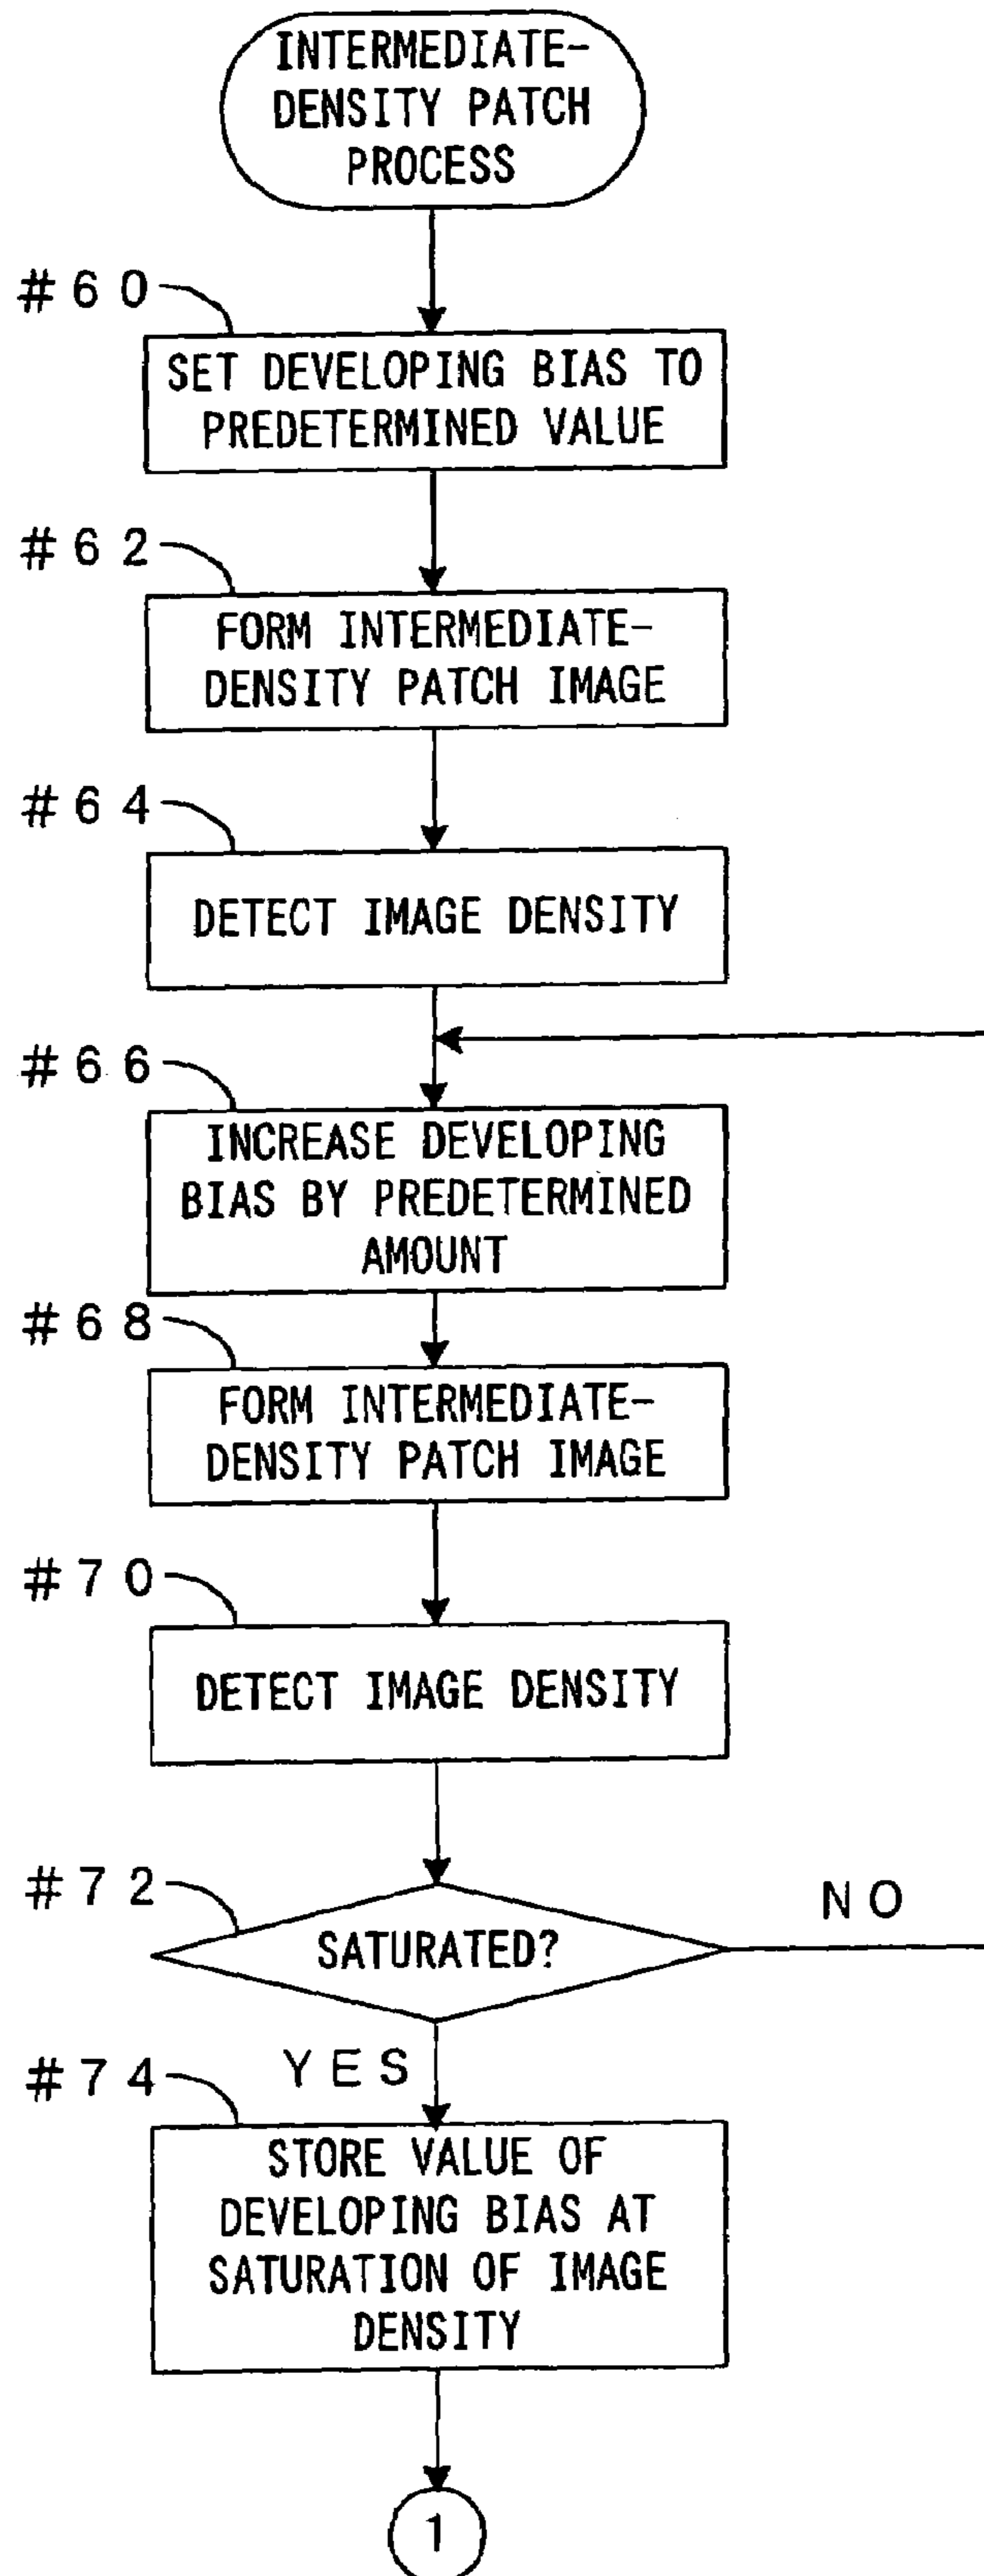 INTERMEDIATE-
DENSITY PATCH
PROCESS
#60
SET DEVELOPING BIAS TO
PREDETERMINED VALUE
#62
FORM INTERMEDIATE-
DENSITY PATCH IMAGE
#64
DETECT IMAGE DENSITY
#66
INCREASE DEVELOPING
BIAS BY PREDETERMINED
AMOUNT
#68
FORM INTERMEDIATE-
DENSITY PATCH IMAGE
#70
DETECT IMAGE DENSITY
#72
SATURATED?
NO
YES
#74
STORE VALUE OF
DEVELOPING BIAS AT
SATURATION OF IMAGE
DENSITY
1